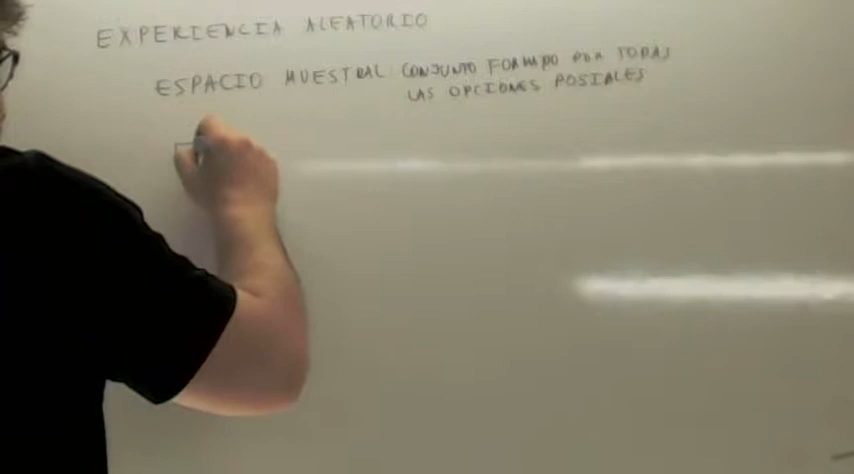 EXPERIENCIA ALEATORIO
ESPACIO MUESTRAL CONJUNTO FORMADO POR TODAS
LAS OPCIONES POSIBLES